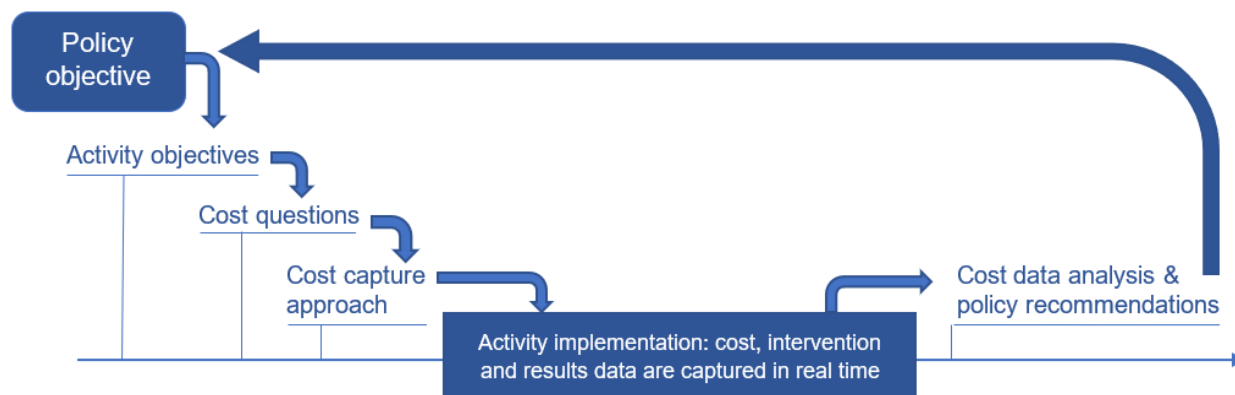 Policy
objective
Activity objectives
Cost questions
Cost capture
approach
Activity implementation: cost, intervention
and results data are captured in real time
Cost data analysis &
policy recommendations